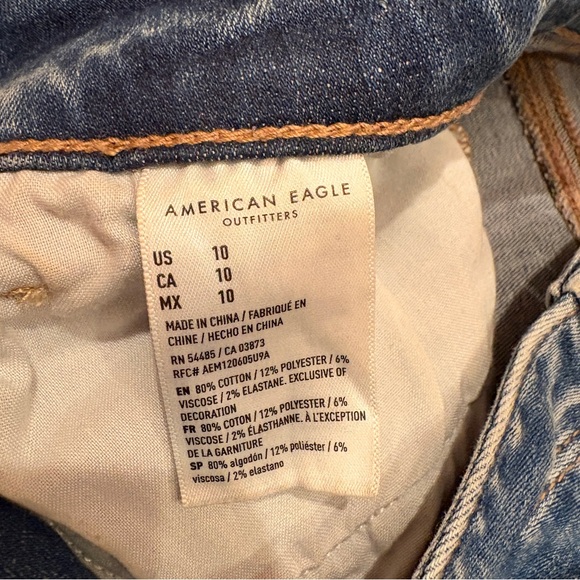 AMERICAN EAGLE
OUTFITTERS
US 10
CA 10
MX 10
MADE IN CHINA / FABRIQUÉ EN
CHINE / HECHO EN CHINA
RN 54485 / CA 03873
RFC# AEM120605U9A
EN 80% COTTON / 12% POLYESTER / 6%
VISCOSE / 2% ELASTANE. EXCLUSIVE OF
DECORATION
FR 80% COTON / 12% POLYESTER / 6%
VISCOSE / 2% ÉLASTHANNE. À L'EXCEPTION
DE LA GARNITURE
SP 80% algodón / 12% poliéster / 6%
viscosa / 2% elastano